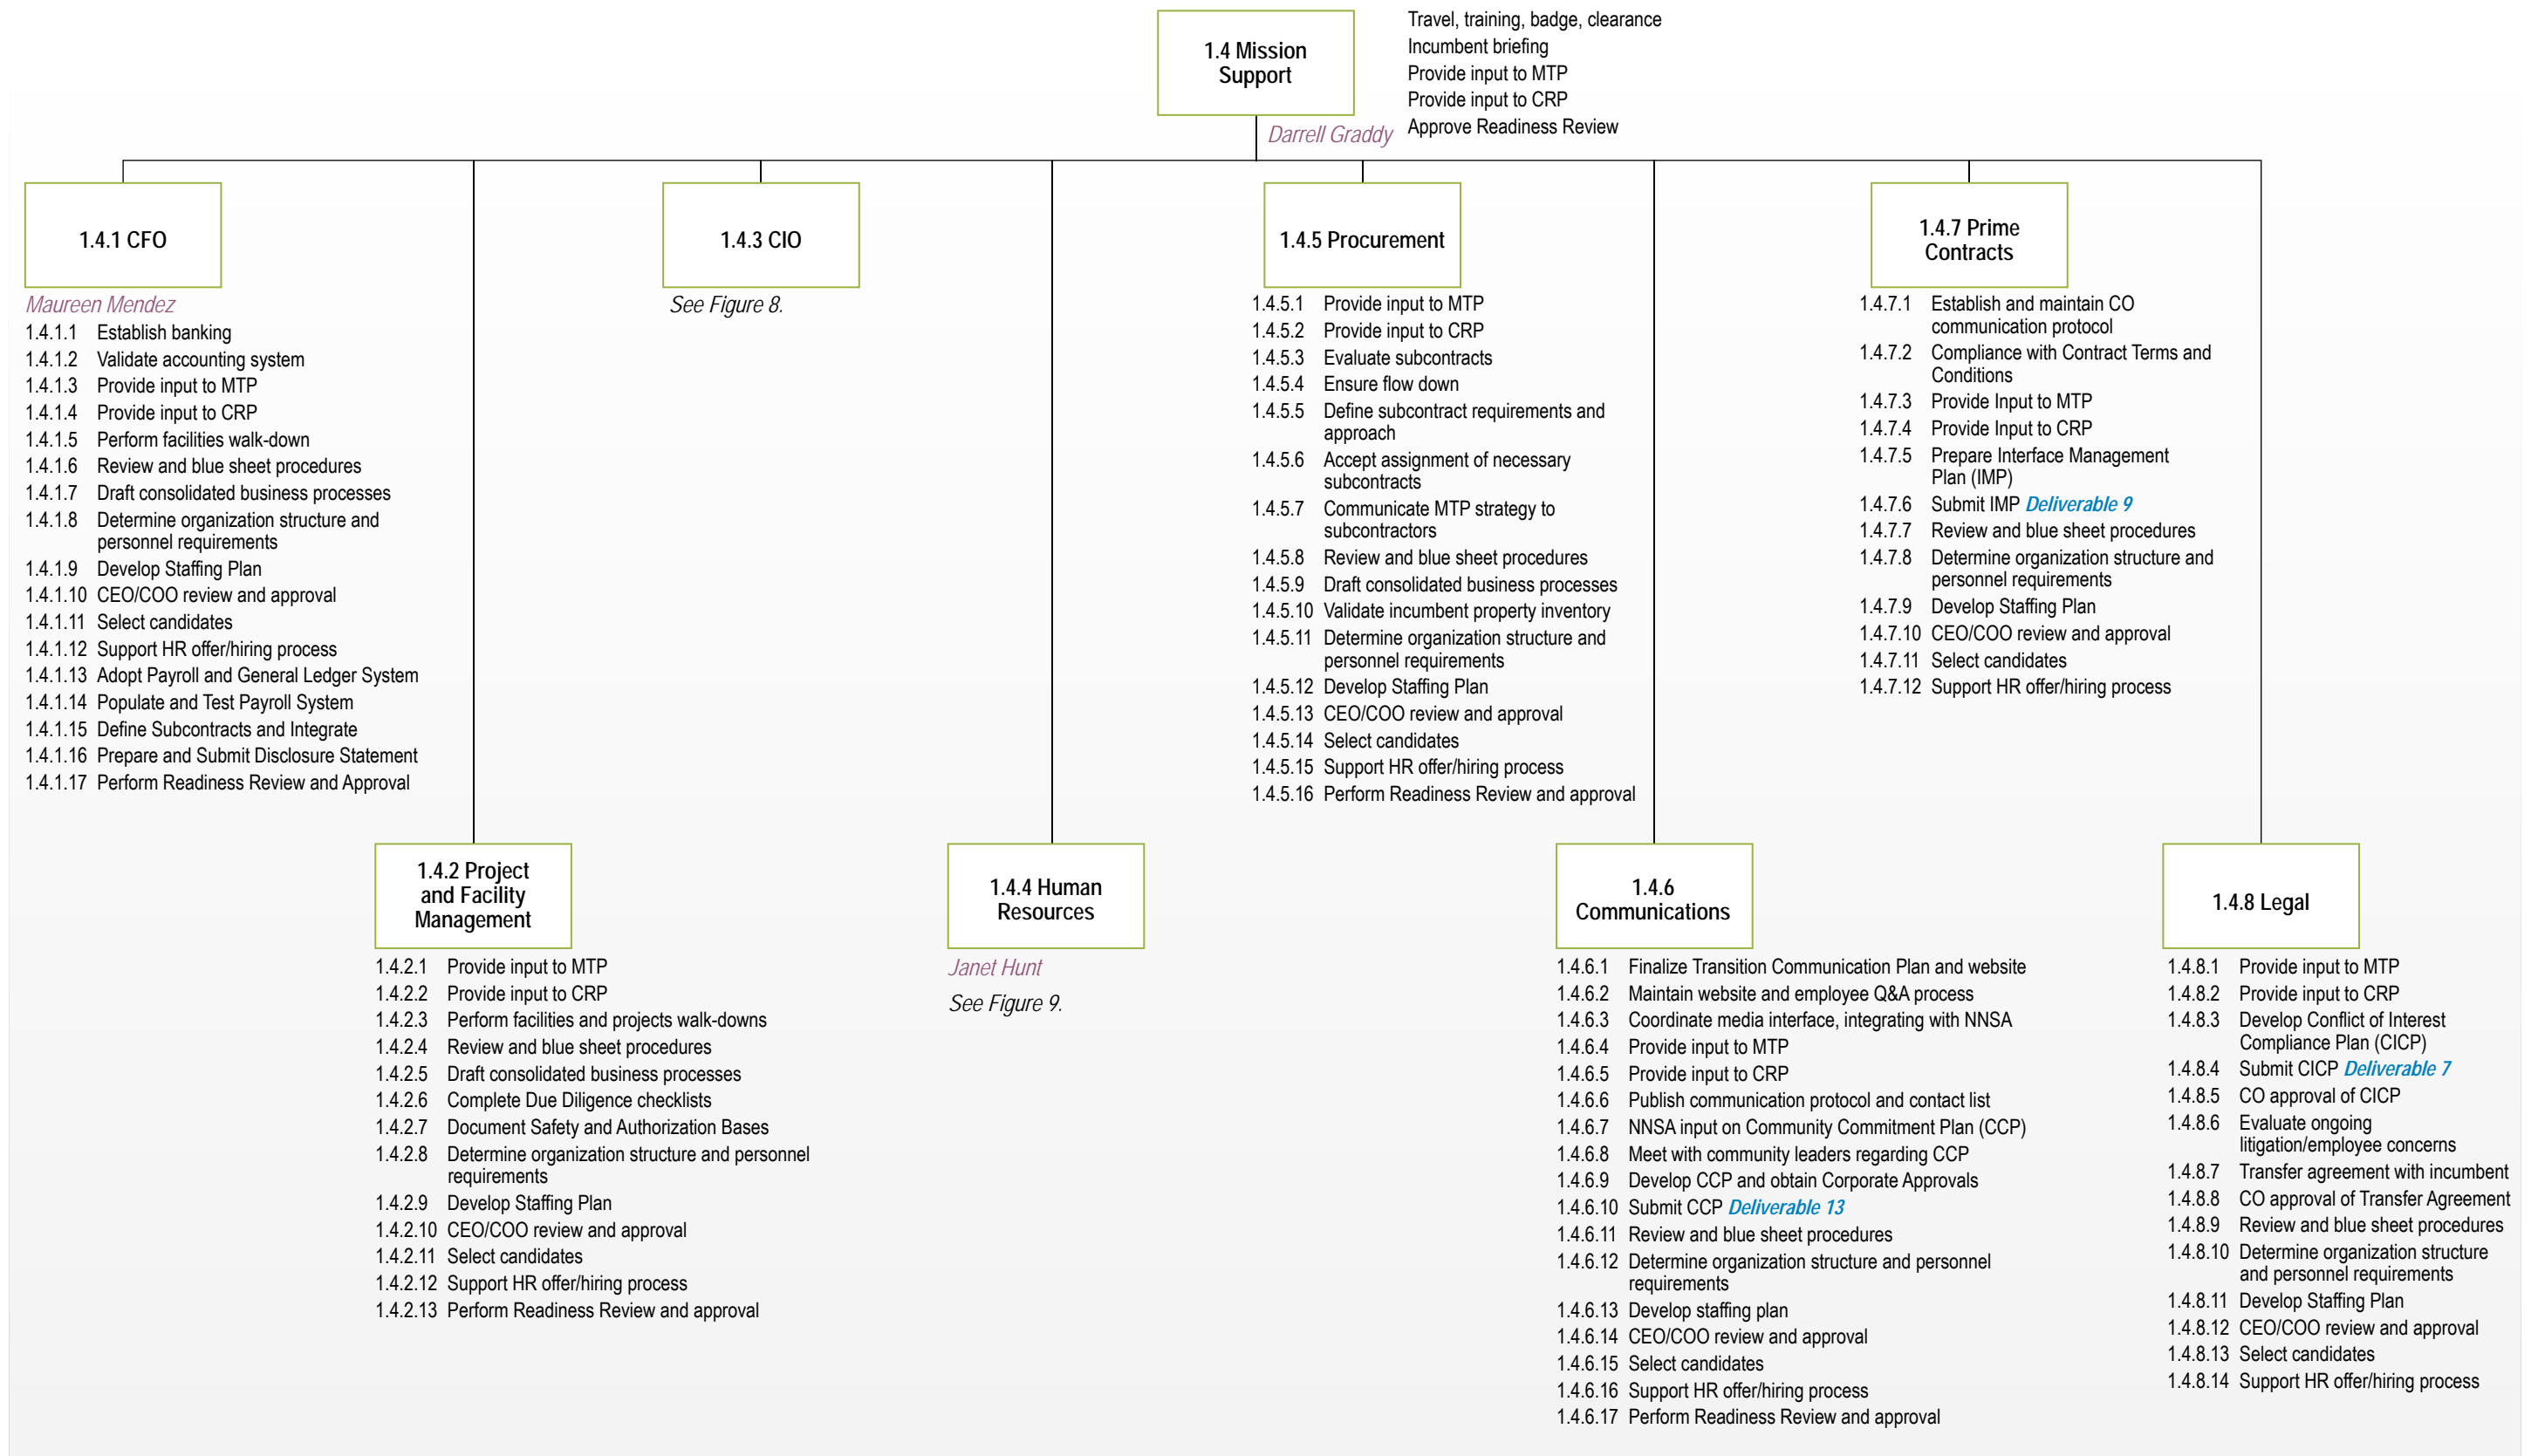 1.4 Mission
Support
Travel, training, badge, clearance
Incumbent briefing
Provide input to MTP
Provide input to CRP
Approve Readiness Review
Darrell Graddy
1.4.1 CFO
Maureen Mendez
1.4.1.1 Establish banking
1.4.1.2 Validate accounting system
1.4.1.3 Provide input to MTP
1.4.1.4 Provide input to CRP
1.4.1.5 Perform facilities walk-down
1.4.1.6 Review and blue sheet procedures
1.4.1.7 Draft consolidated business processes
1.4.1.8 Determine organization structure and
personnel requirements
1.4.1.9 Develop Staffing Plan
1.4.1.10 CEO/COO review and approval
1.4.1.11 Select candidates
1.4.1.12 Support HR offer/hiring process
1.4.1.13 Adopt Payroll and General Ledger System
1.4.1.14 Populate and Test Payroll System
1.4.1.15 Define Subcontracts and Integrate
1.4.1.16 Prepare and Submit Disclosure Statement
1.4.1.17 Perform Readiness Review and Approval
1.4.3 CIO
See Figure 8.
1.4.5 Procurement
1.4.5.1 Provide input to MTP
1.4.5.2 Provide input to CRP
1.4.5.3 Evaluate subcontracts
1.4.5.4 Ensure flow down
1.4.5.5 Define subcontract requirements and
approach
1.4.5.6 Accept assignment of necessary
subcontracts
1.4.5.7 Communicate MTP strategy to
subcontractors
1.4.5.8 Review and blue sheet procedures
1.4.5.9 Draft consolidated business processes
1.4.5.10 Validate incumbent property inventory
1.4.5.11 Determine organization structure and
personnel requirements
1.4.5.12 Develop Staffing Plan
1.4.5.13 CEO/COO review and approval
1.4.5.14 Select candidates
1.4.5.15 Support HR offer/hiring process
1.4.5.16 Perform Readiness Review and approval
1.4.7 Prime
Contracts
1.4.7.1 Establish and maintain CO
communication protocol
1.4.7.2 Compliance with Contract Terms and
Conditions
1.4.7.3 Provide Input to MTP
1.4.7.4 Provide Input to CRP
1.4.7.5 Prepare Interface Management
Plan (IMP)
1.4.7.6 Submit IMP Deliverable 9
1.4.7.7 Review and blue sheet procedures
1.4.7.8 Determine organization structure and
personnel requirements
1.4.7.9 Develop Staffing Plan
1.4.7.10 CEO/COO review and approval
1.4.7.11 Select candidates
1.4.7.12 Support HR offer/hiring process
1.4.2 Project
and Facility
Management
1.4.2.1 Provide input to MTP
1.4.2.2 Provide input to CRP
1.4.2.3 Perform facilities and projects walk-downs
1.4.2.4 Review and blue sheet procedures
1.4.2.5 Draft consolidated business processes
1.4.2.6 Complete Due Diligence checklists
1.4.2.7 Document Safety and Authorization Bases
1.4.2.8 Determine organization structure and personnel
requirements
1.4.2.9 Develop Staffing Plan
1.4.2.10 CEO/COO review and approval
1.4.2.11 Select candidates
1.4.2.12 Support HR offer/hiring process
1.4.2.13 Perform Readiness Review and approval
1.4.4 Human
Resources
Janet Hunt
See Figure 9.
1.4.6
Communications
1.4.6.1 Finalize Transition Communication Plan and website
1.4.6.2 Maintain website and employee Q&A process
1.4.6.3 Coordinate media interface, integrating with NNSA
1.4.6.4 Provide input to MTP
1.4.6.5 Provide input to CRP
1.4.6.6 Publish communication protocol and contact list
1.4.6.7 NNSA input on Community Commitment Plan (CCP)
1.4.6.8 Meet with community leaders regarding CCP
1.4.6.9 Develop CCP and obtain Corporate Approvals
1.4.6.10 Submit CCP Deliverable 13
1.4.6.11 Review and blue sheet procedures
1.4.6.12 Determine organization structure and personnel
requirements
1.4.6.13 Develop staffing plan
1.4.6.14 CEO/COO review and approval
1.4.6.15 Select candidates
1.4.6.16 Support HR offer/hiring process
1.4.6.17 Perform Readiness Review and approval
1.4.8 Legal
1.4.8.1 Provide input to MTP
1.4.8.2 Provide input to CRP
1.4.8.3 Develop Conflict of Interest
Compliance Plan (CICP)
1.4.8.4 Submit CICP Deliverable 7
1.4.8.5 CO approval of CICP
1.4.8.6 Evaluate ongoing
litigation/employee concerns
1.4.8.7 Transfer agreement with incumbent
1.4.8.8 CO approval of Transfer Agreement
1.4.8.9 Review and blue sheet procedures
1.4.8.10 Determine organization structure
and personnel requirements
1.4.8.11 Develop Staffing Plan
1.4.8.12 CEO/COO review and approval
1.4.8.13 Select candidates
1.4.8.14 Support HR offer/hiring process